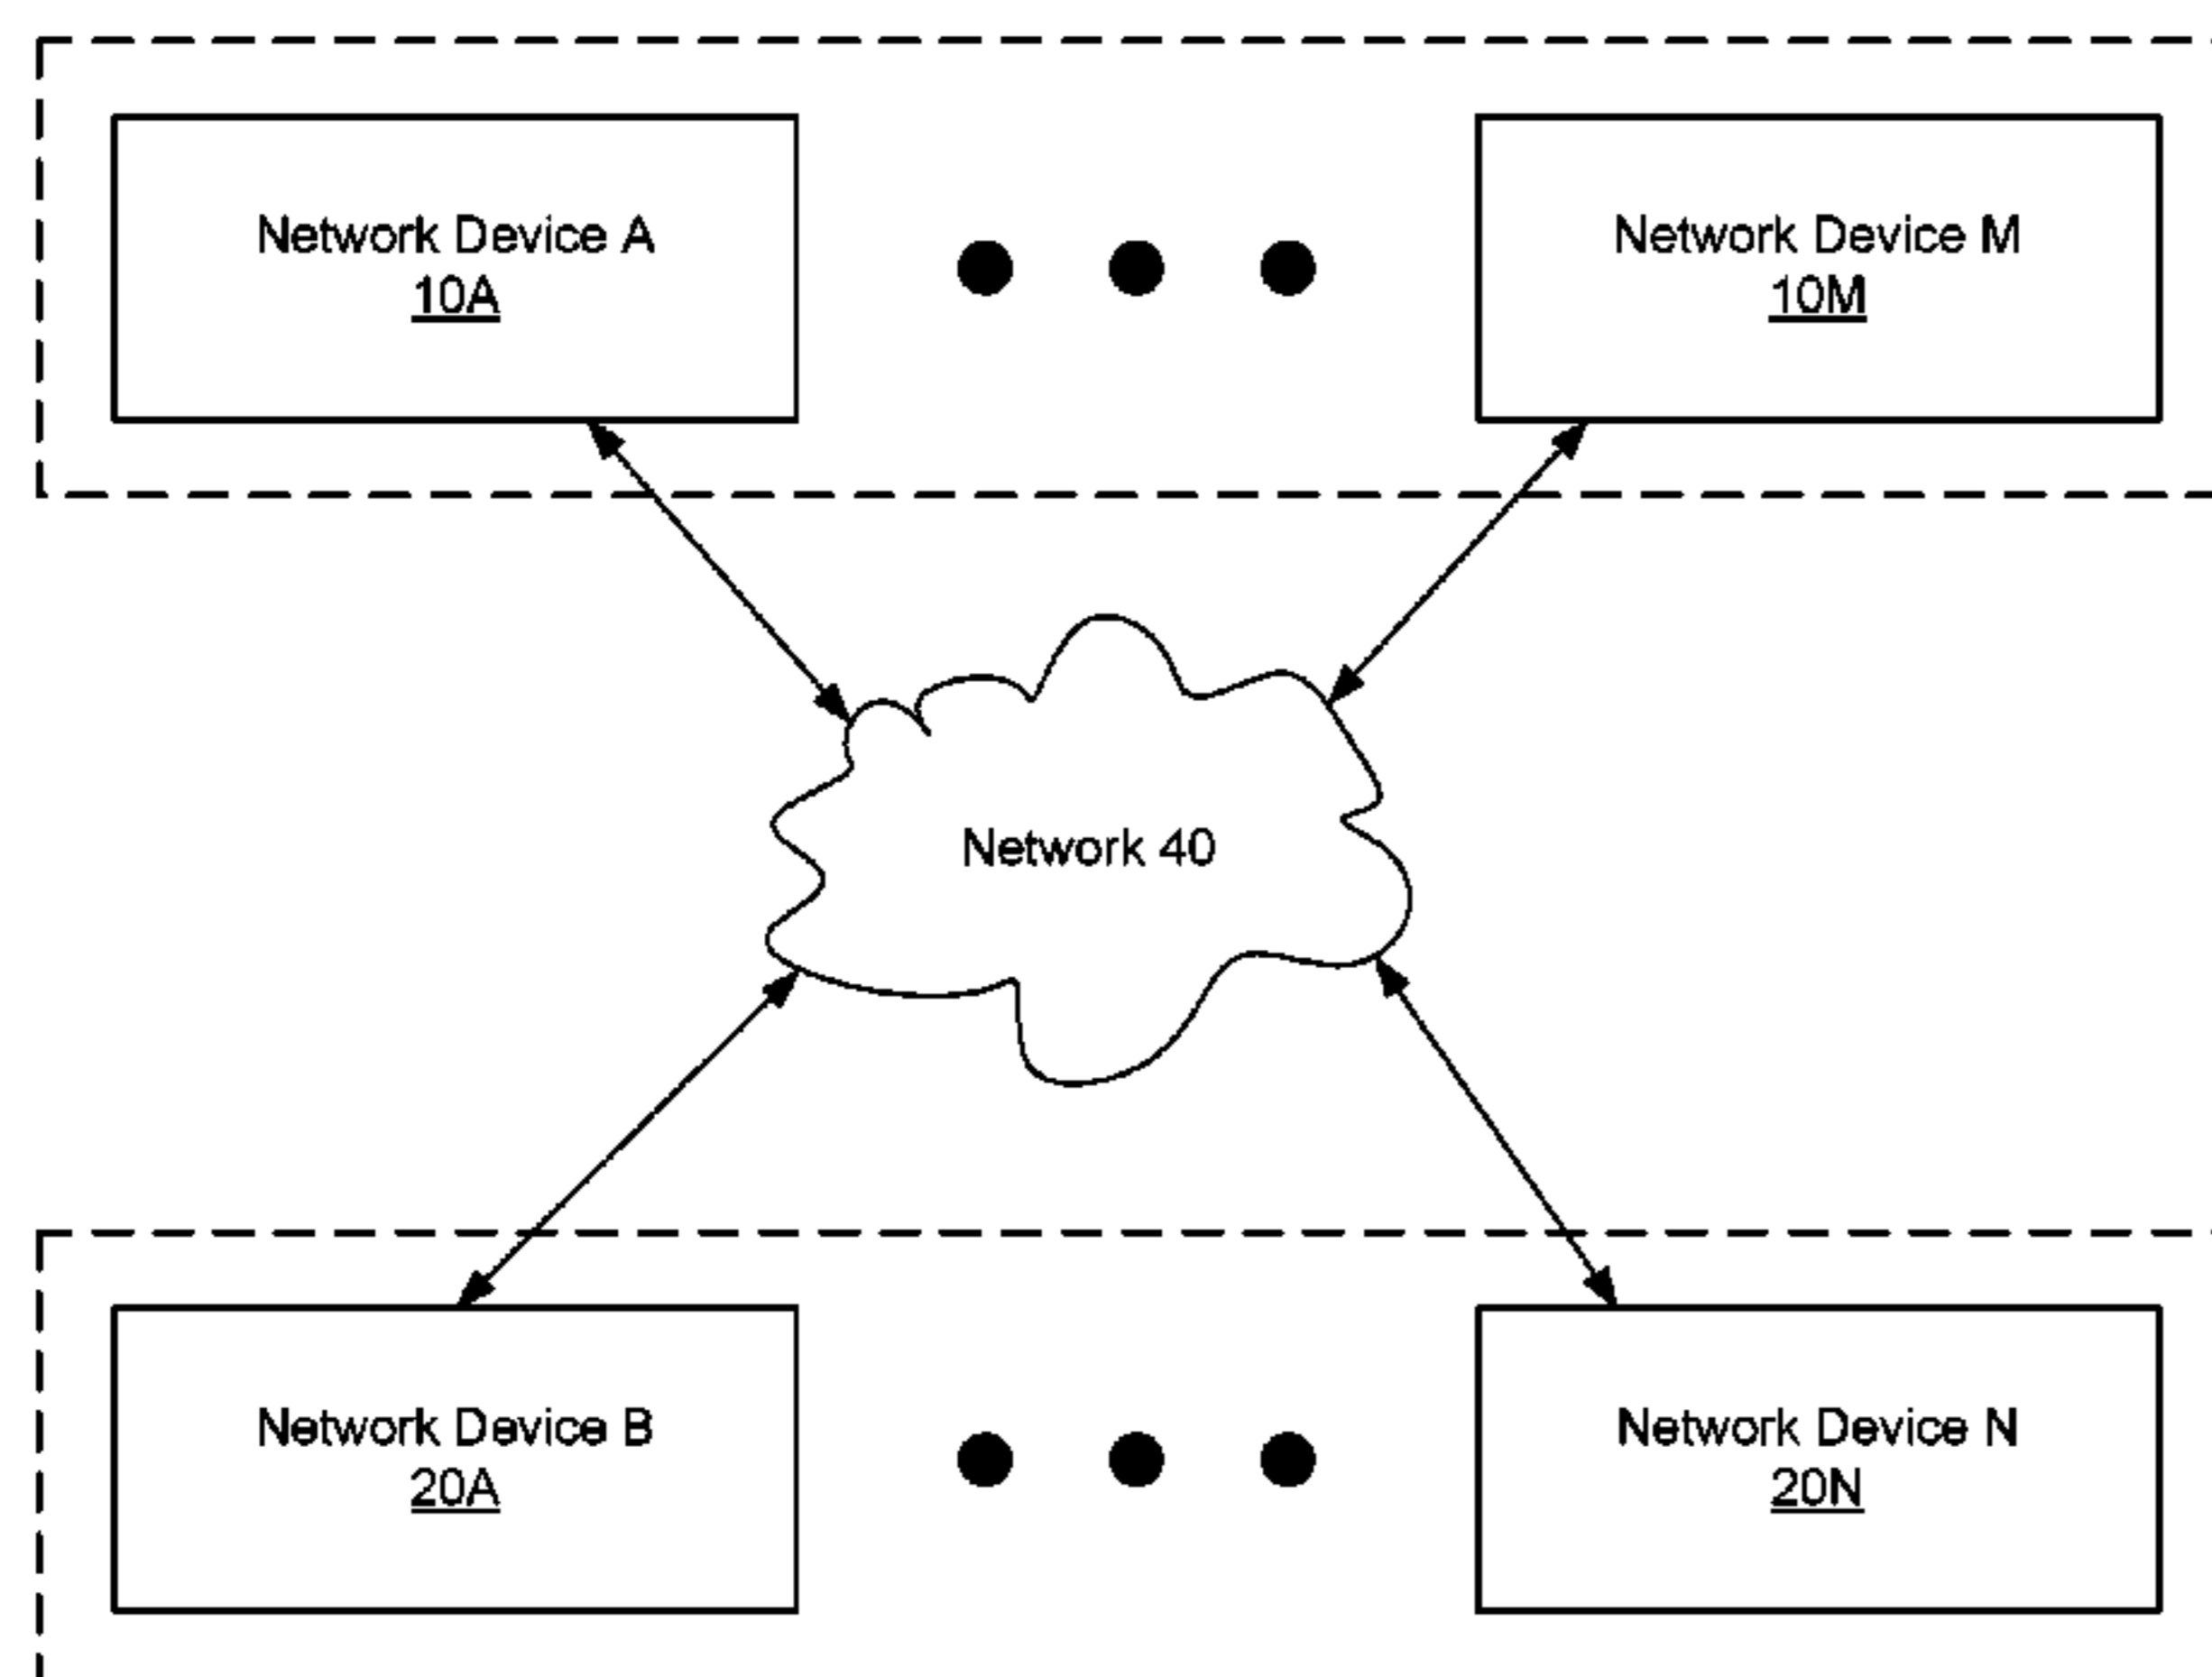 Network Device A
10A
Network Device M
10M
Network 40
Network Device B
20A
Network Device N
20N